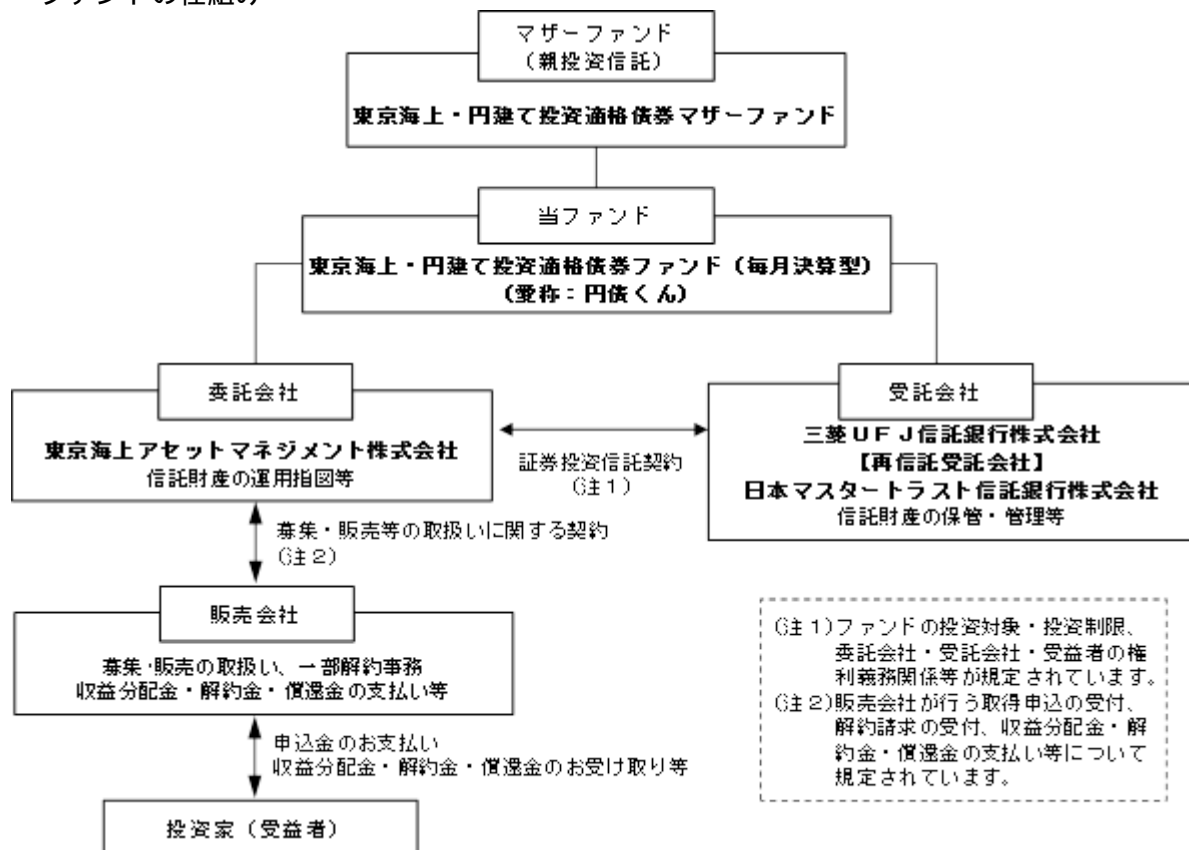 ファンドの仕組み
マザーファンド
(親投資信託)
東京海上・円建て投資適格債券マザーファンド
当ファンド
東京海上・円建て投資適格債券ファンド(毎月決算型)
(愛称:円債くん)
委託会社
東京海上アセットマネジメント株式会社
信託財産の運用指図等
証券投資信託契約
(注1)
受託会社
三菱UFJ信託銀行株式会社
【再信託受託会社】
日本マスタートラスト信託銀行株式会社
信託財産の保管・管理等
募集・販売等の取扱いに関する契約
(注2)
販売会社
募集・販売の取扱い、一部解約事務
収益分配金・解約金・償還金の支払い等
申込金のお支払い
収益分配金・解約金・償還金のお受け取り等
投資家(受益者)
(注1)ファンドの投資対象・投資制限、
委託会社・受託会社・受益者の権
利義務関係等が規定されています。
(注2)販売会社が行う取得申込の受付、
解約請求の受付、収益分配金・解
約金・償還金の支払い等について
規定されています。